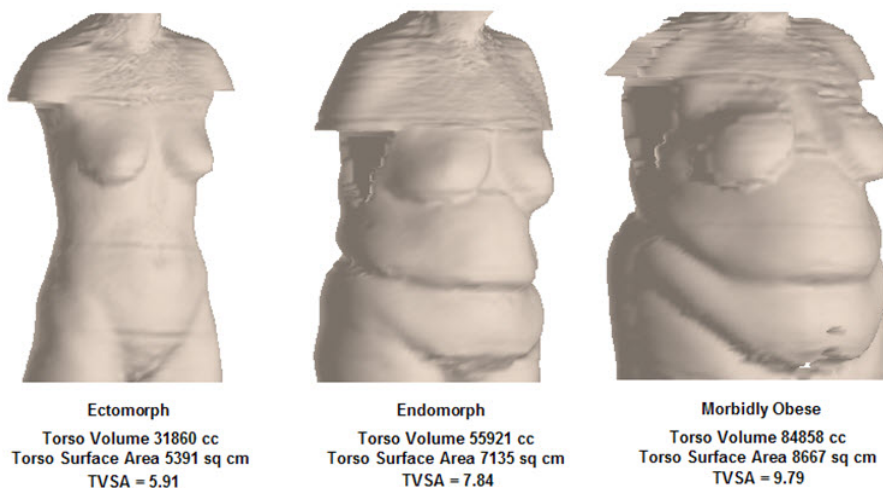 Ectomorph
Torso Volume 31860 cc
Torso Surface Area 5391 sq cm
TVSA = 5.91
Endomorph
Torso Volume 55921 cc
Torso Surface Area 7135 sq cm
TVSA = 7.84
Morbidly Obese
Torso Volume 84858 cc
Torso Surface Area 8667 sq cm
TVSA = 9.79